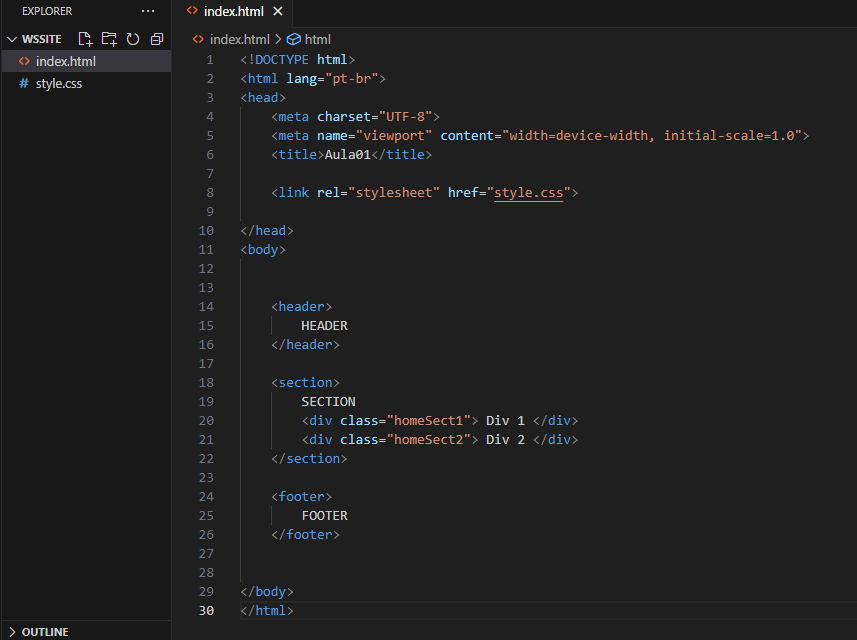 EXPLORER
···
index.html
WSSITE
index.html
# style.css
index.html > html
1 <!DOCTYPE html>
2 <html lang="pt-br">
3 <head>
4     <meta charset="UTF-8">
5     <meta name="viewport" content="width=device-width, initial-scale=1.0">
6     <title>Aula01</title>
7
8     <link rel="stylesheet" href="style.css">
9
10 </head>
11 <body>
12
13
14     <header>
15         HEADER
16     </header>
17
18     <section>
19         SECTION
20         <div class="homeSect1"> Div 1 </div>
21         <div class="homeSect2"> Div 2 </div>
22     </section>
23
24     <footer>
25         FOOTER
26     </footer>
27
28
29 </body>
30 </html>
OUTLINE